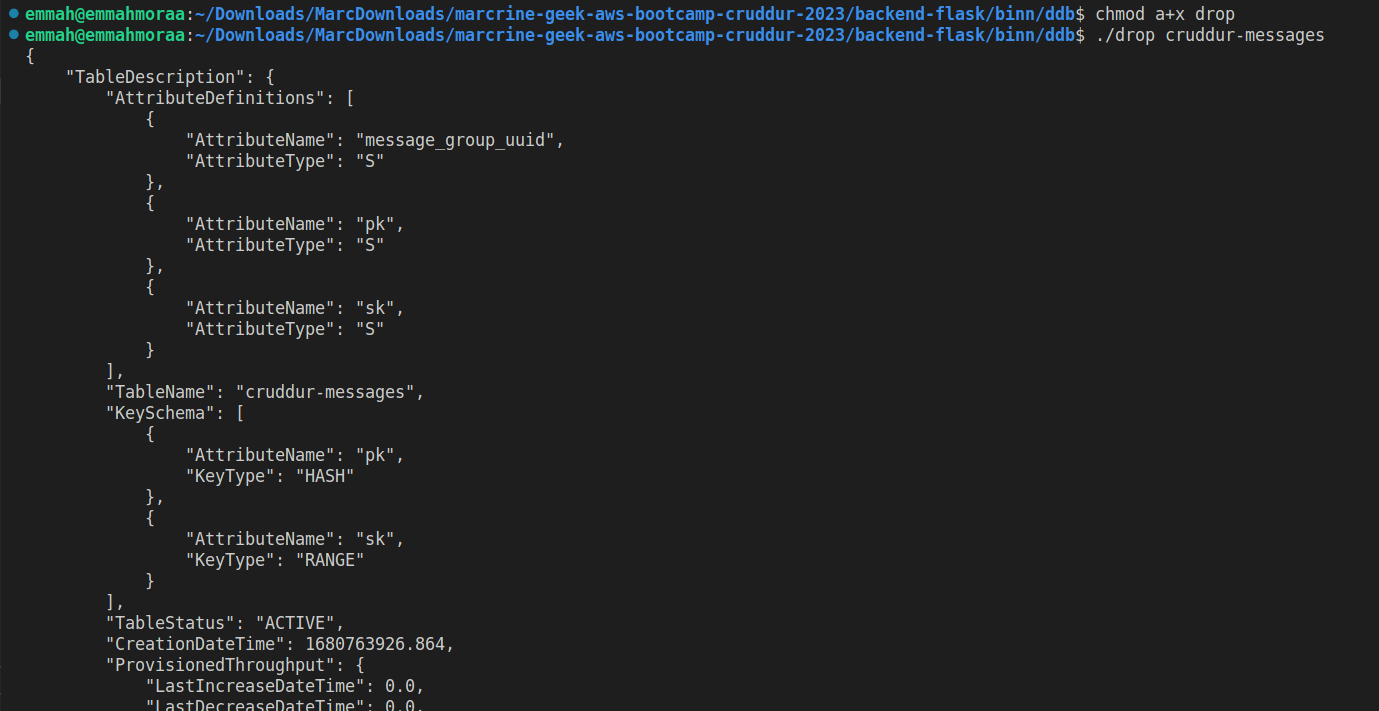 emmah@emmahmoraa:~/Downloads/MarcDownloads/marcrine-geek-aws-bootcamp-cruddur-2023/backend-flask/binn/ddb$ chmod a+x drop
emmah@emmahmoraa:~/Downloads/MarcDownloads/marcrine-geek-aws-bootcamp-cruddur-2023/backend-flask/binn/ddb$ ./drop cruddur-messages
{
    "TableDescription": {
        "AttributeDefinitions": [
            {
                "AttributeName": "message_group_uuid",
                "AttributeType": "S"
            },
            {
                "AttributeName": "pk",
                "AttributeType": "S"
            },
            {
                "AttributeName": "sk",
                "AttributeType": "S"
            }
        ],
        "TableName": "cruddur-messages",
        "KeySchema": [
            {
                "AttributeName": "pk",
                "KeyType": "HASH"
            },
            {
                "AttributeName": "sk",
                "KeyType": "RANGE"
            }
        ],
        "TableStatus": "ACTIVE",
        "CreationDateTime": 1680763926.864,
        "ProvisionedThroughput": {
            "LastIncreaseDateTime": 0.0,
            "LastDecreaseDateTime": 0.0,